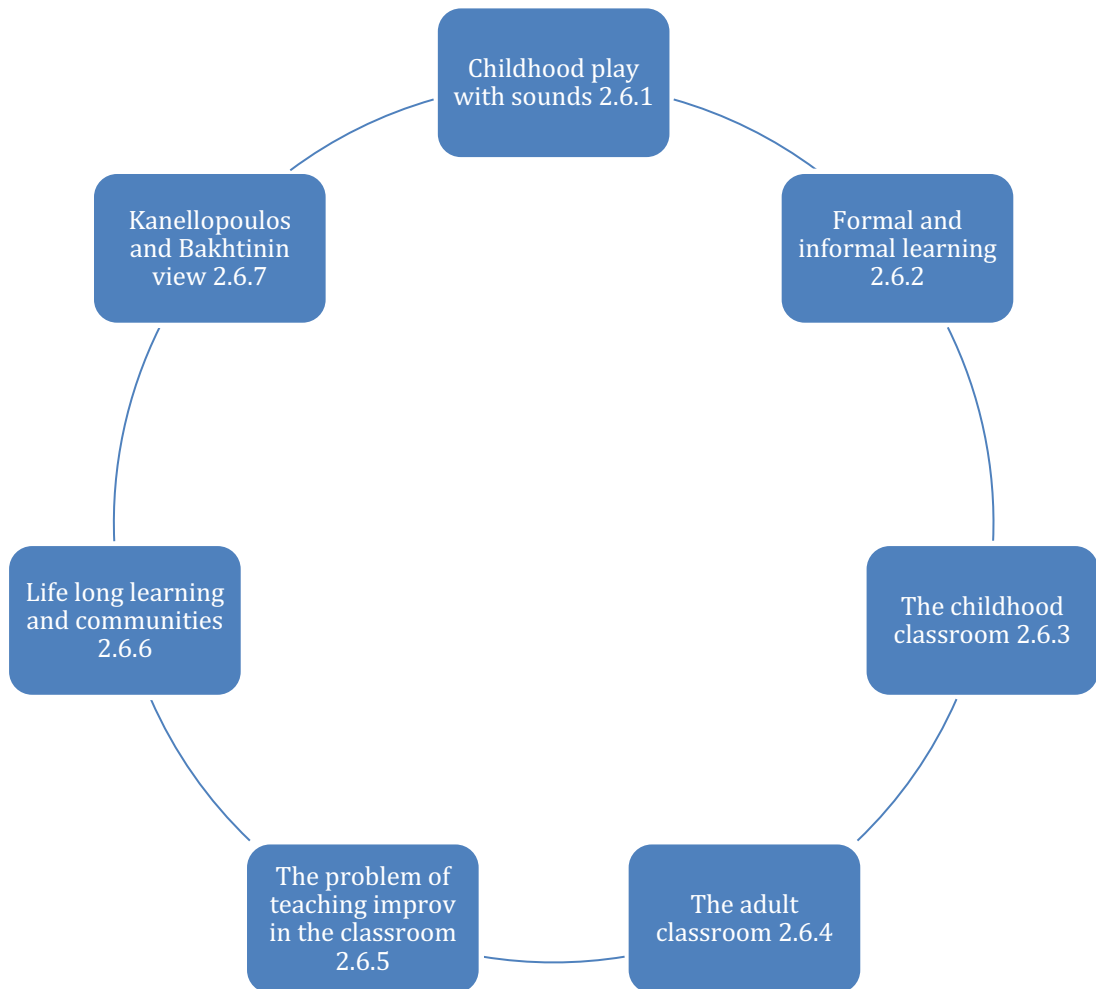 Childhood play
with sounds 2.6.1
Formal and
informal learning
2.6.2
The childhood
classroom 2.6.3
The adult
classroom 2.6.4
The problem of
teaching improv
in the classroom
2.6.5
Life long learning
and communities
2.6.6
Kanellopoulos
and Bakhtinin
view 2.6.7